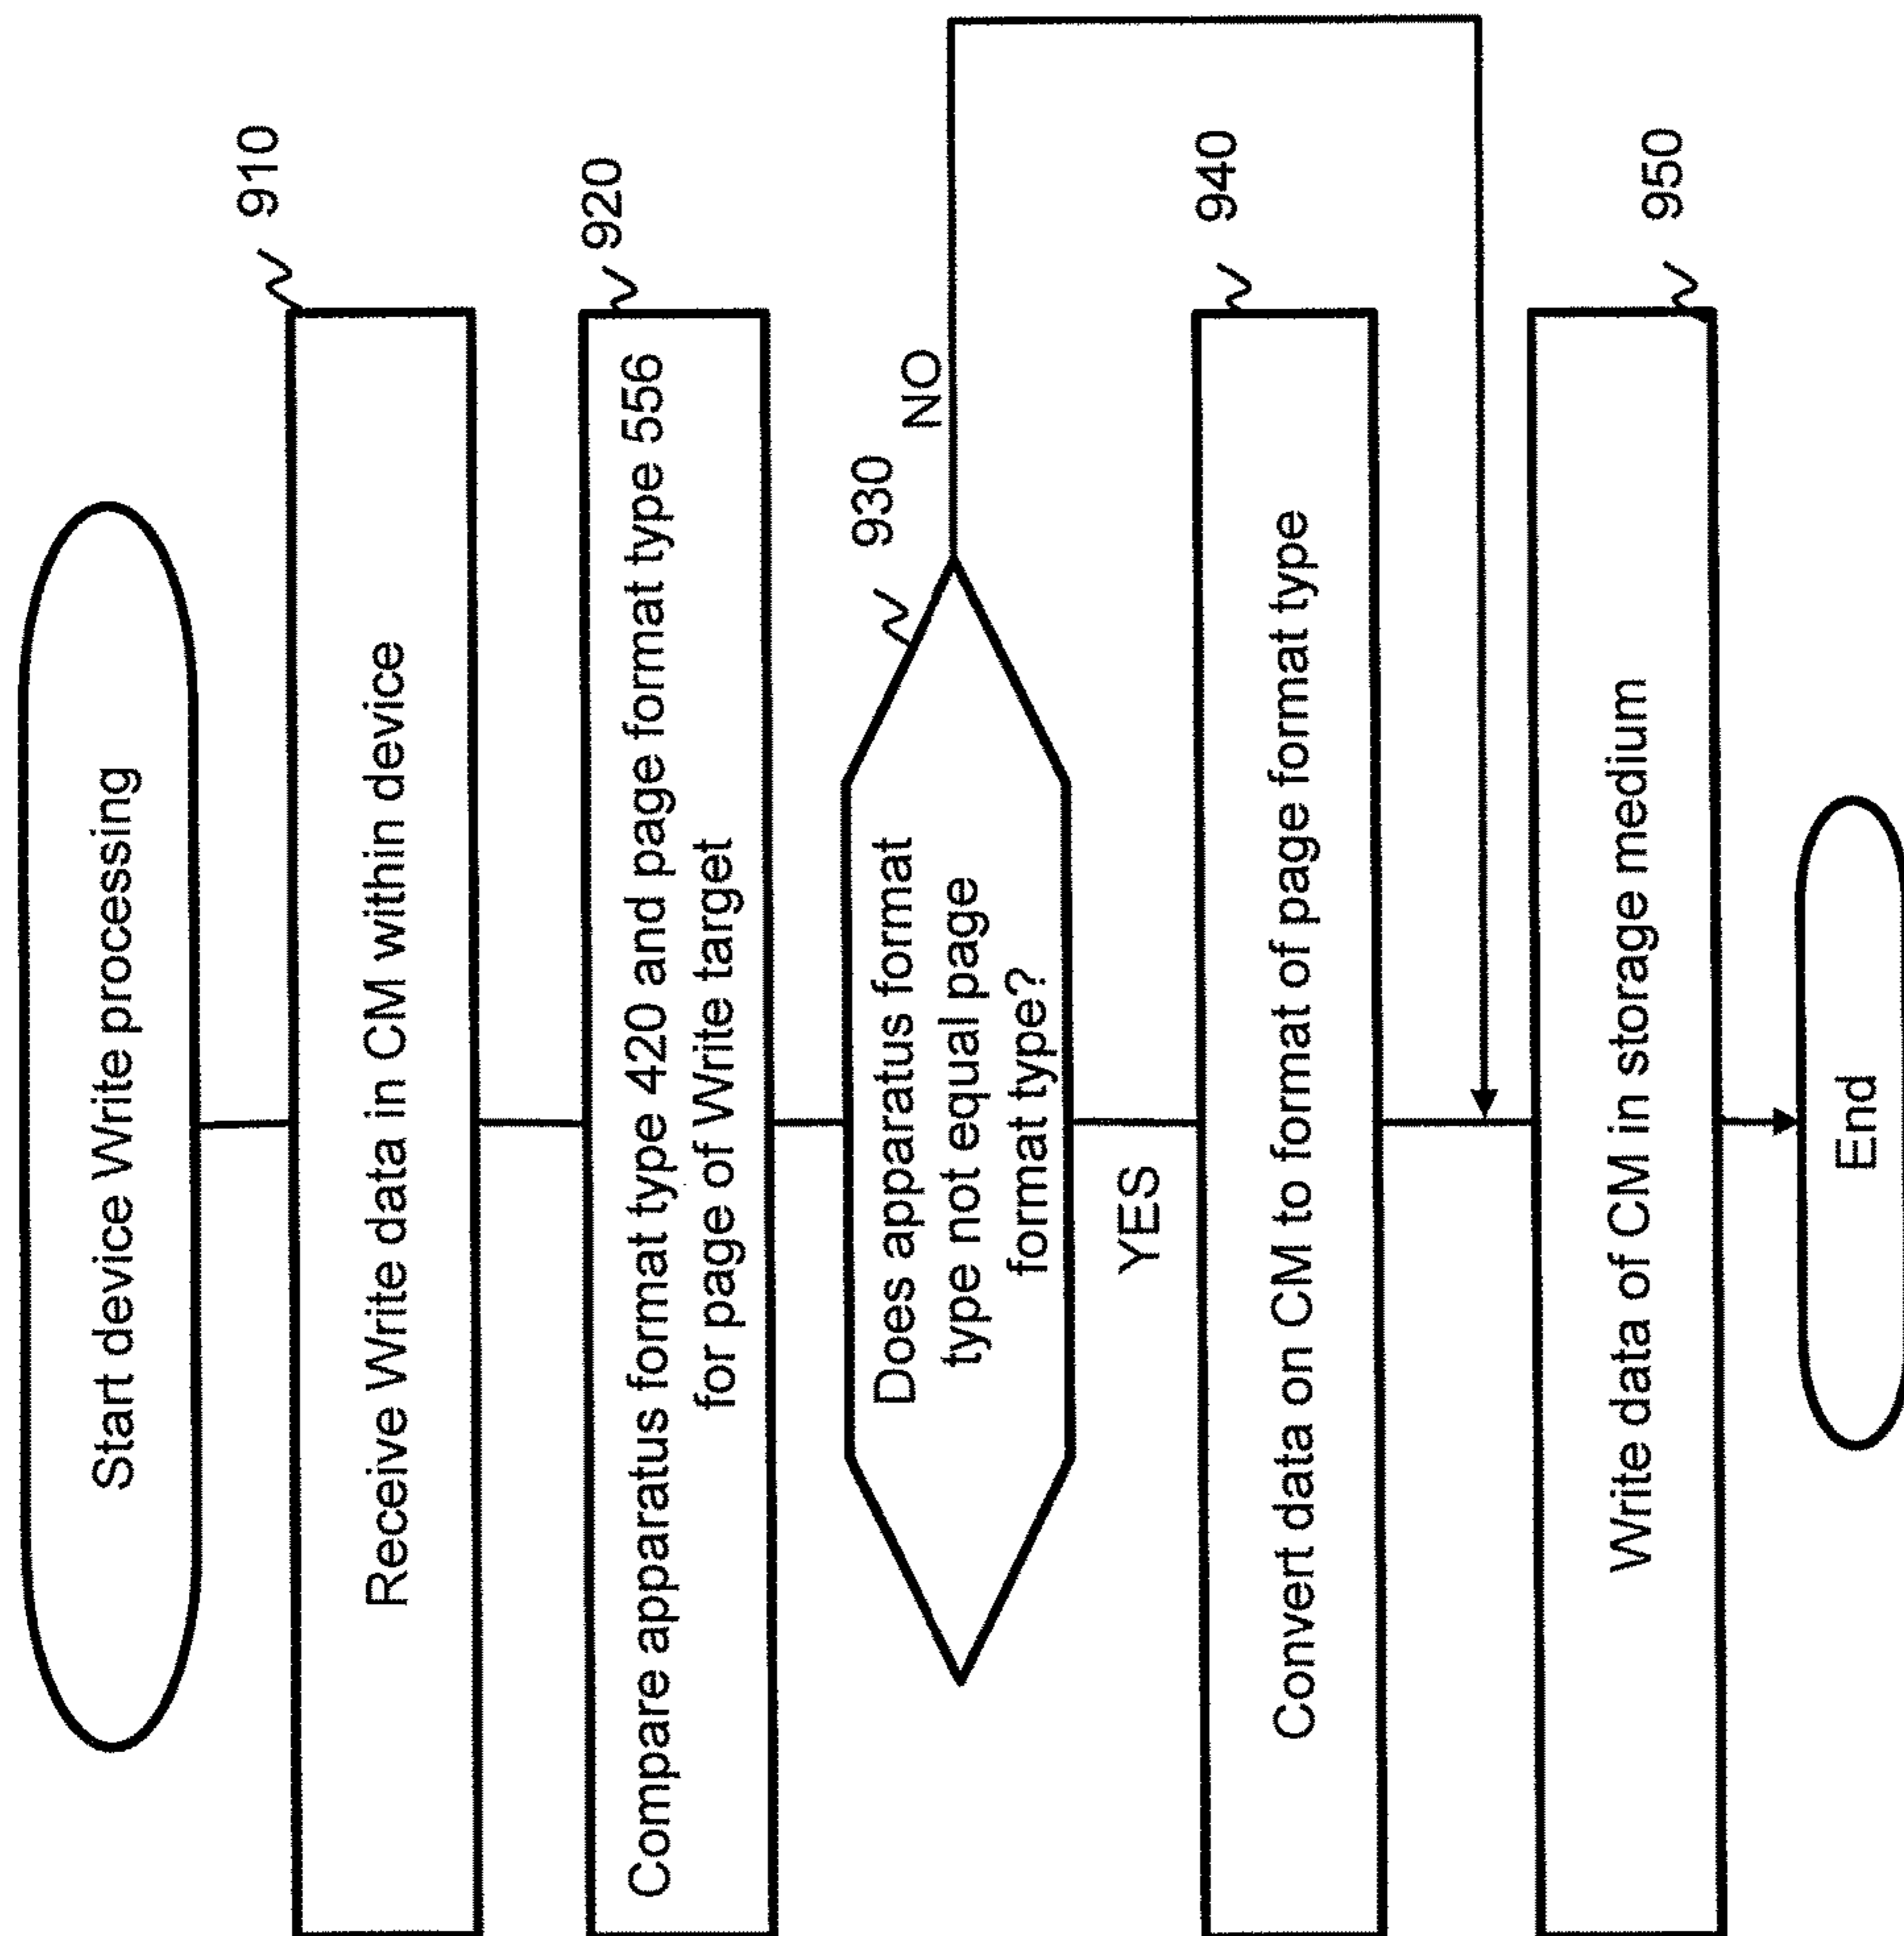 Start device Write processing
910
Receive Write data in CM within device
920
Compare apparatus format type 420 and page format type 556
for page of Write target
930
Does apparatus format
type not equal page
format type?
NO
YES
940
Convert data on CM to format of page format type
950
Write data of CM in storage medium
End